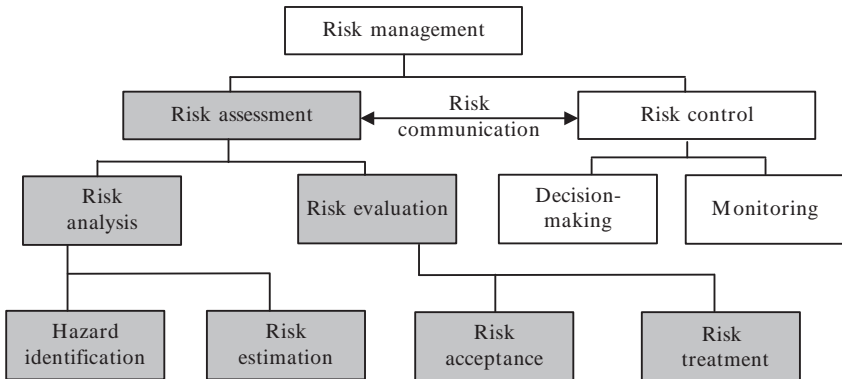 Risk management
Risk assessment
Risk
communication
Risk control
Risk
analysis
Risk evaluation
Decision-
making
Monitoring
Hazard
identification
Risk
estimation
Risk
acceptance
Risk
treatment